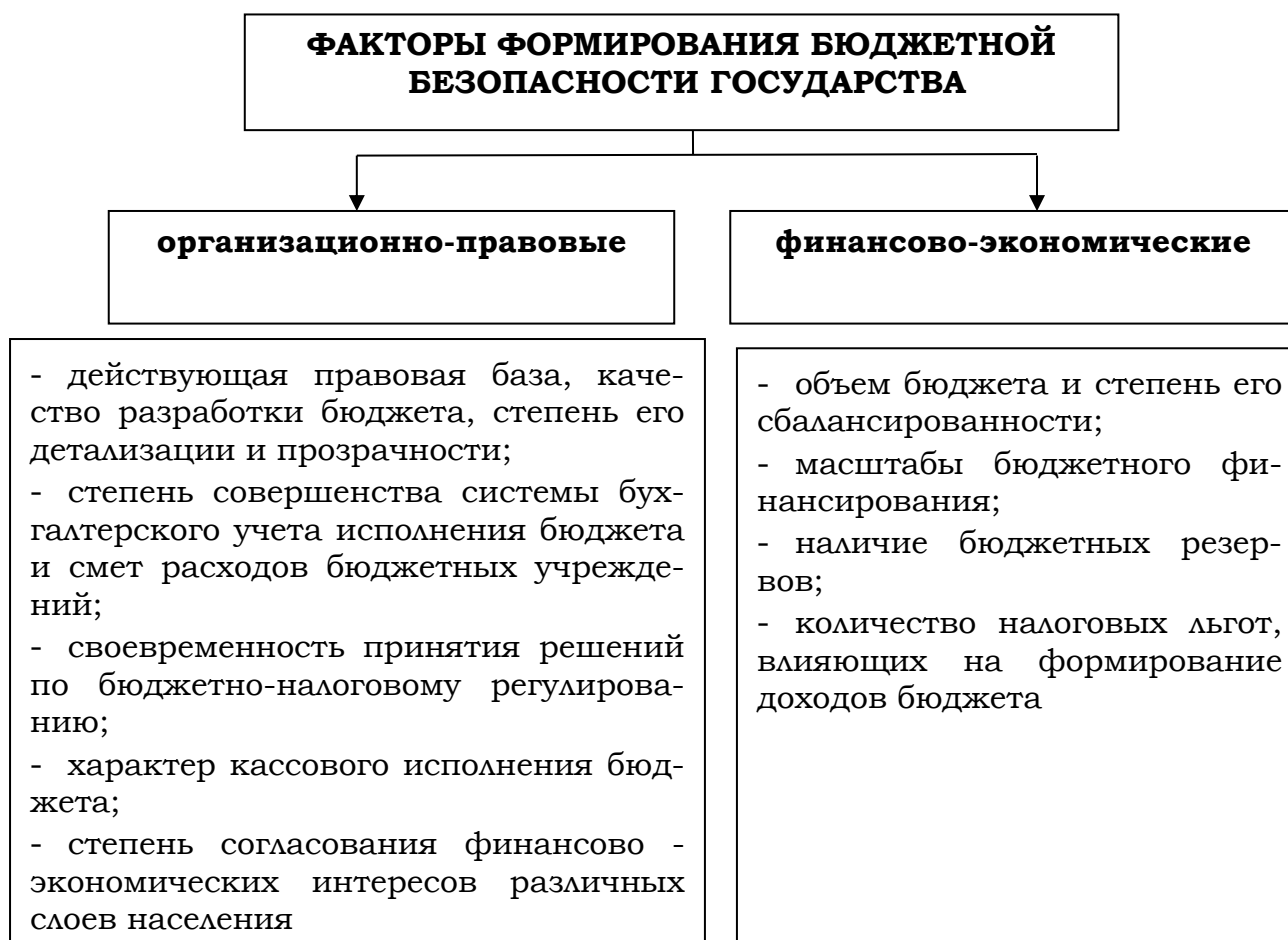 ФАКТОРЫ ФОРМИРОВАНИЯ БЮДЖЕТНОЙ
БЕЗОПАСНОСТИ ГОСУДАРСТВА
организационно-правовые
финансово-экономические
- действующая правовая база, каче-
ство разработки бюджета, степень его
детализации и прозрачности;
- степень совершенства системы бух-
галтерского учета исполнения бюджета
и смет расходов бюджетных учрежде-
ний;
- своевременность принятия решений
по бюджетно-налоговому регулирова-
нию;
- характер кассового исполнения бюд-
жета;
- степень согласования финансово -
экономических интересов различных
слоев населения
- объем бюджета и степень его
сбалансированности;
- масштабы бюджетного фи-
нансирования;
- наличие бюджетных резер-
вов;
- количество налоговых льгот,
влияющих на формирование
доходов бюджета